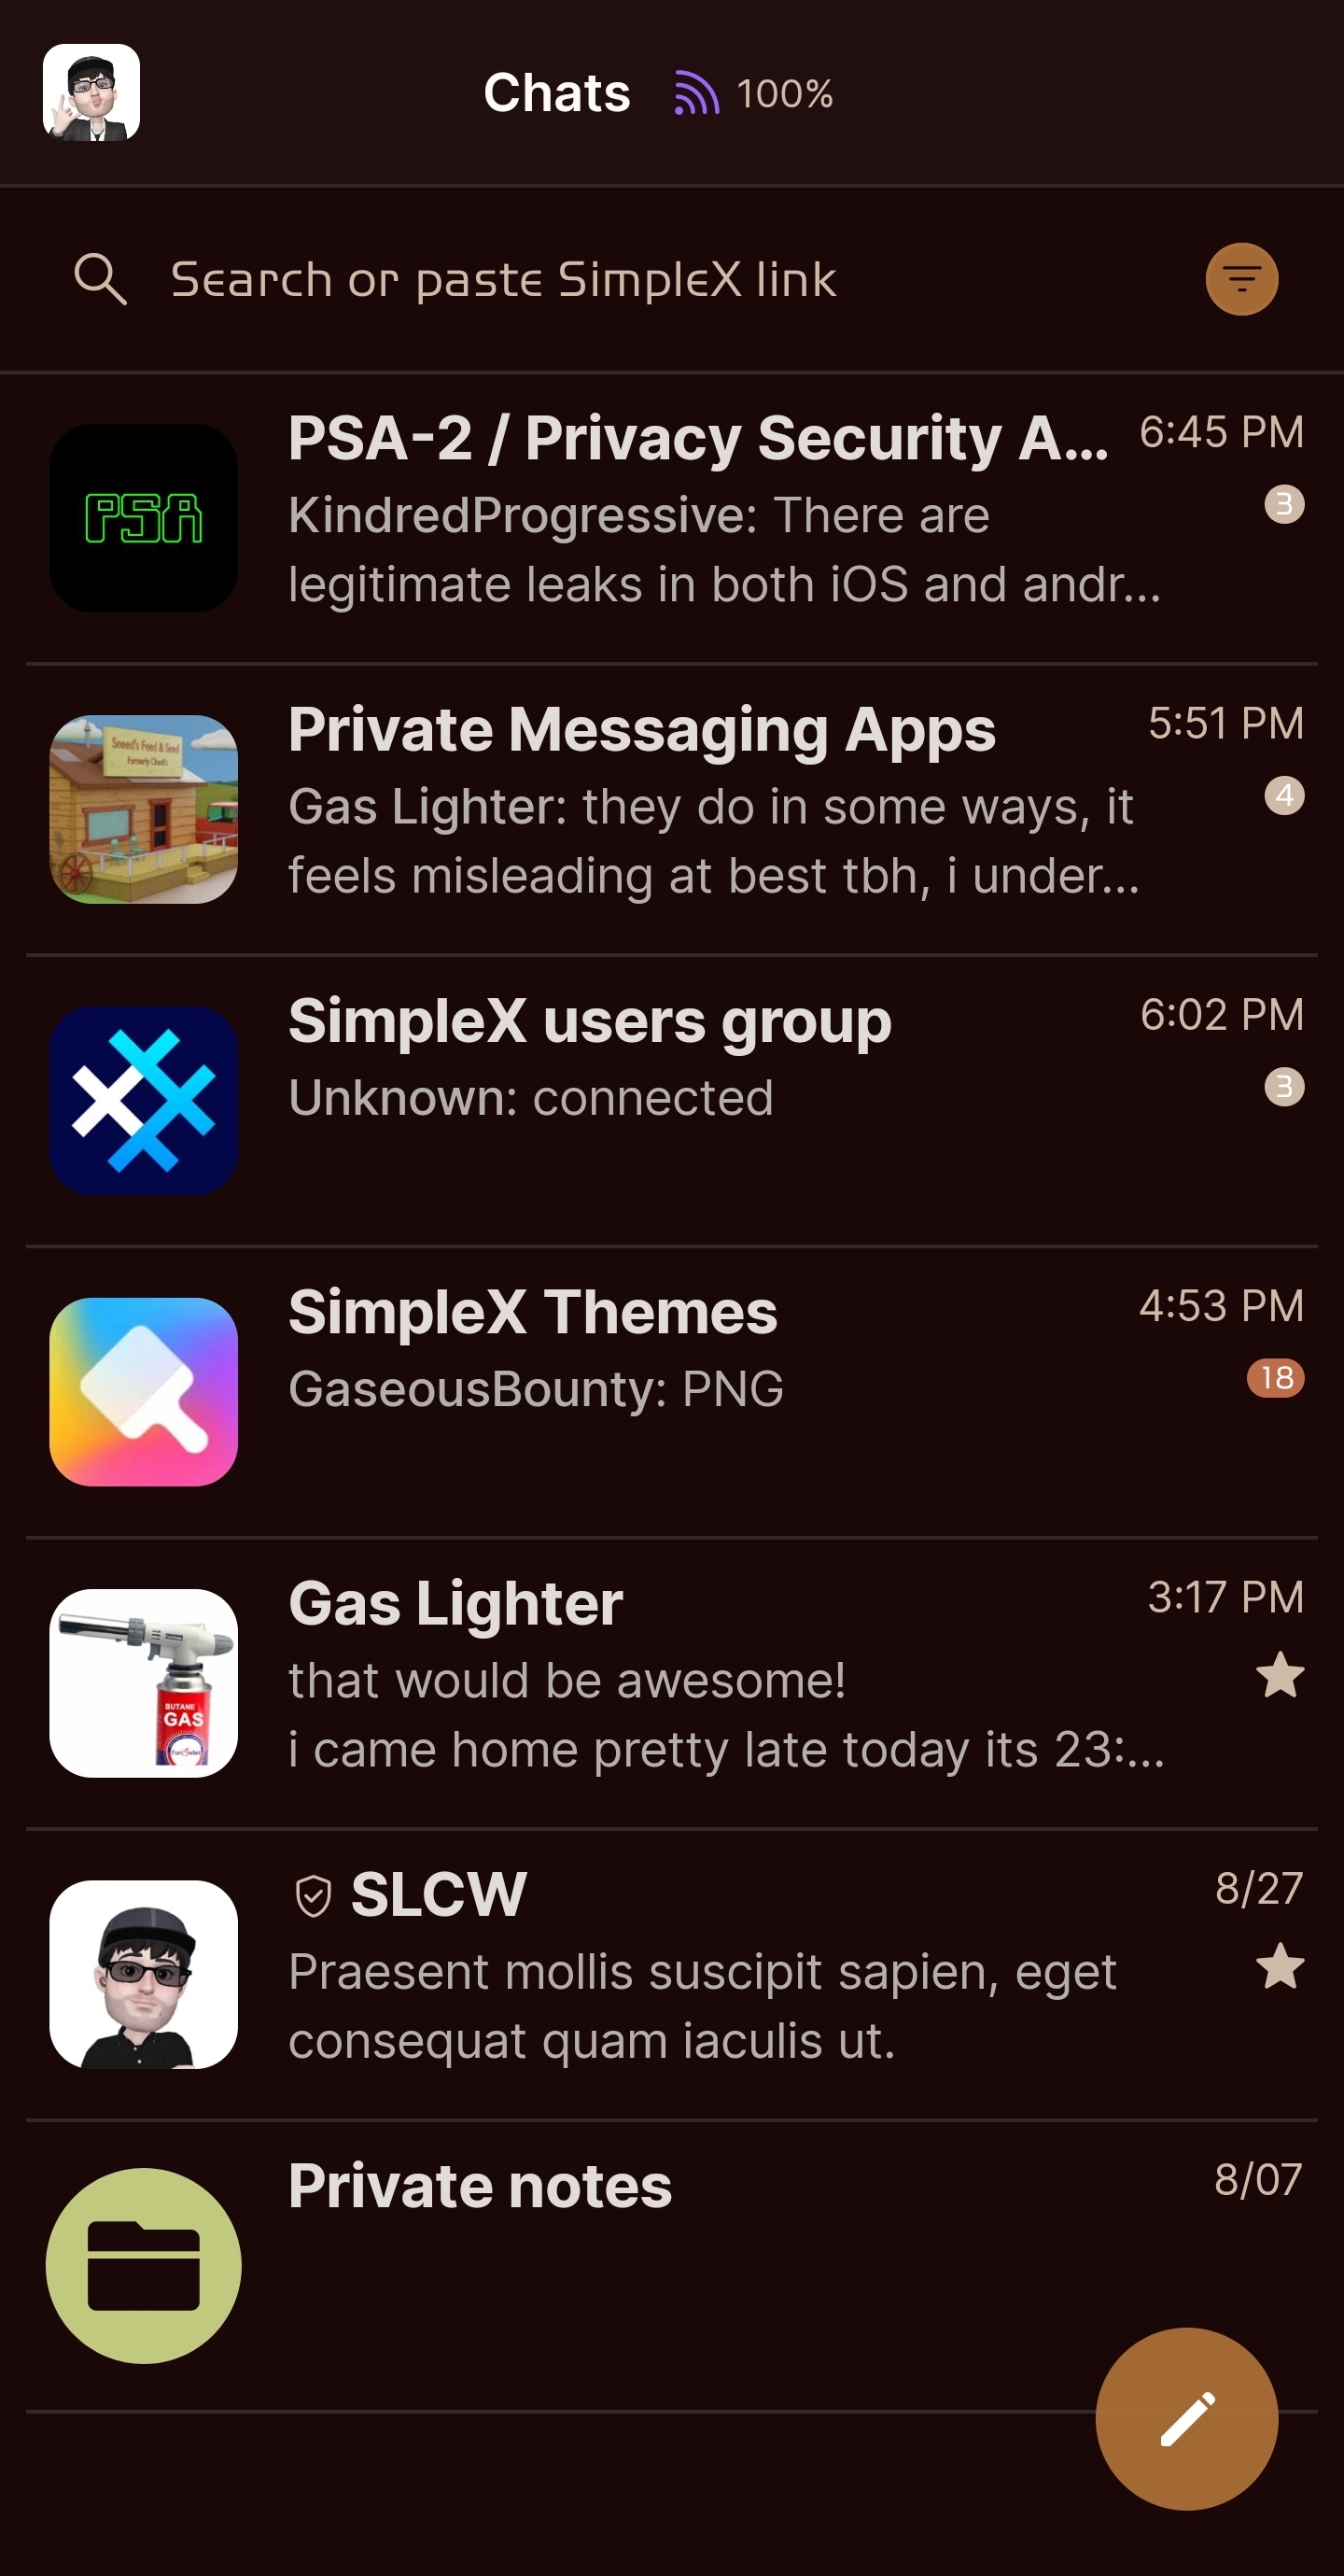 Chats 100%
Search or paste SimpleX link
PSA
PSA-2 / Privacy Security A... 6:45 PM
KindredProgressive: There are 3
legitimate leaks in both iOS and andr...
Sneed's Feed & Seed
Formerly Chuck's
Private Messaging Apps 5:51 PM
Gas Lighter: they do in some ways, it 4
feels misleading at best tbh, i under...
SimpleX users group 6:02 PM
Unknown: connected 3
SimpleX Themes 4:53 PM
GaseousBounty: PNG 18
Gas Lighter 3:17 PM
that would be awesome!
i came home pretty late today its 23:...
BUTANE
GAS
SLCW 8/27
Praesent mollis suscipit sapien, eget
consequat quam iaculis ut.
Private notes 8/07